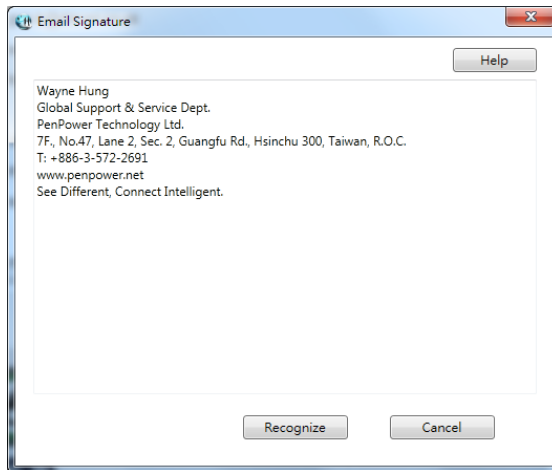 Email Signature
Help
Wayne Hung
Global Support & Service Dept.
PenPower Technology Ltd.
7F., No.47, Lane 2, Sec. 2, Guangfu Rd., Hsinchu 300, Taiwan, R.O.C.
T: +886-3-572-2691
www.penpower.net
See Different, Connect Intelligent.
Recognize
Cancel